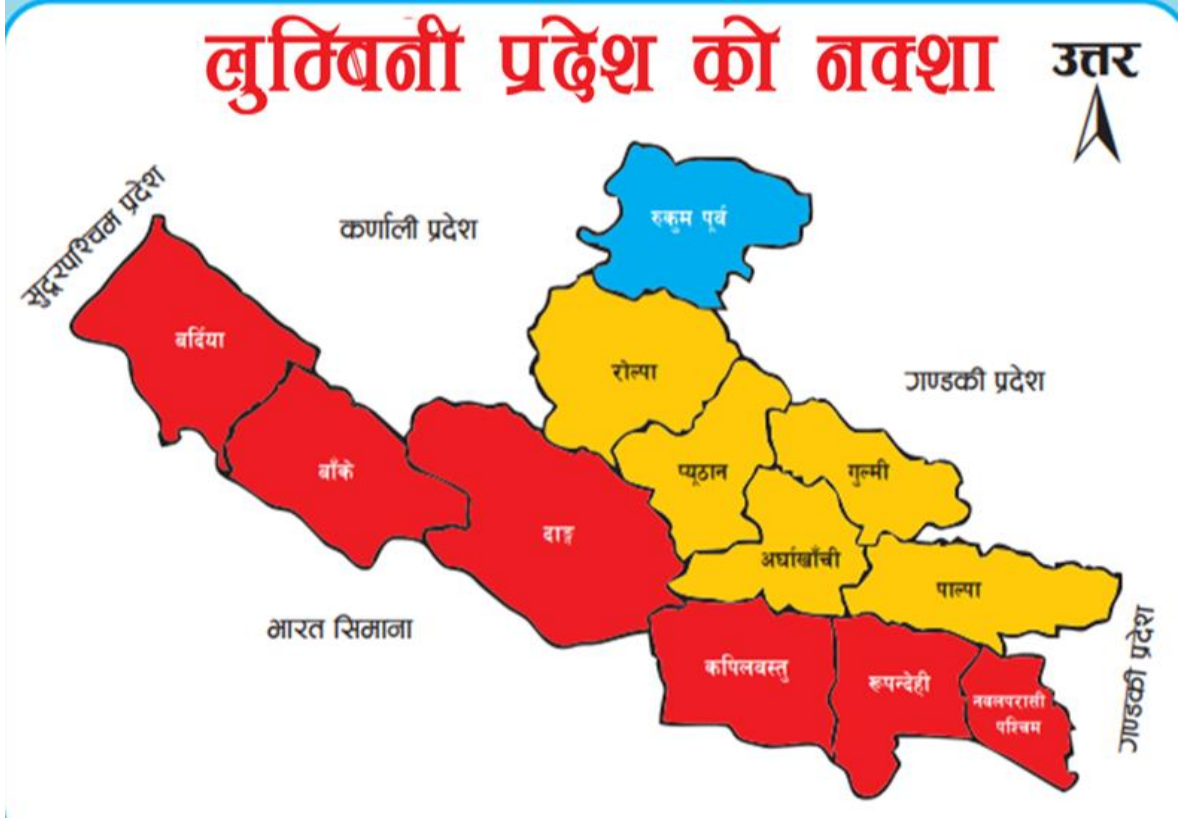 लुम्बिनी प्रदेश को नक्शा
उत्तर
सुदूरपश्चिम प्रदेश
कर्णाली प्रदेश
रुकुम पूर्व
बर्दिया
रोल्पा
गण्डकी प्रदेश
बाँके
प्यूठान
गुल्मी
दाङ्ग
अर्घाखाँची
पाल्पा
भारत सिमाना
कपिलवस्तु
रूपन्देही
नवलपरासी
पश्चिम
गण्डकी प्रदेश